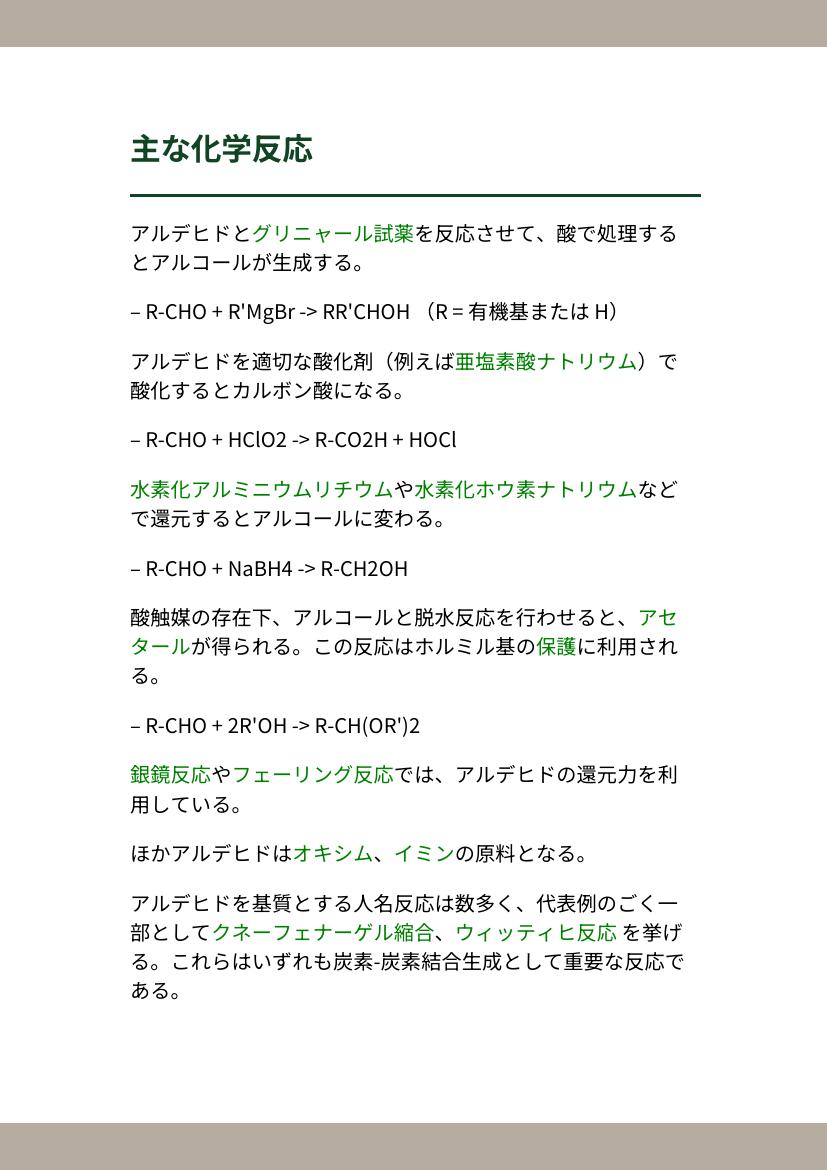 主な化学反応
アルデヒドとグリニャール試薬を反応させて、酸で処理する
とアルコールが生成する。
– R-CHO + R'MgBr -> RR'CHOH （R = 有機基または H）
アルデヒドを適切な酸化剤（例えば亜塩素酸ナトリウム）で
酸化するとカルボン酸になる。
– R-CHO + HClO2 -> R-CO2H + HOCl
水素化アルミニウムリチウムや水素化ホウ素ナトリウムなど
で還元するとアルコールに変わる。
– R-CHO + NaBH4 -> R-CH2OH
酸触媒の存在下、アルコールと脱水反応を行わせると、アセ
タールが得られる。この反応はホルミル基の保護に利用され
る。
– R-CHO + 2R'OH -> R-CH(OR')2
銀鏡反応やフェーリング反応では、アルデヒドの還元力を利
用している。
ほかアルデヒドはオキシム、イミンの原料となる。
アルデヒドを基質とする人名反応は数多く、代表例のごく一
部としてクネーフェナーゲル縮合、ウィッティヒ反応 を挙げ
る。これらはいずれも炭素-炭素結合生成として重要な反応で
ある。